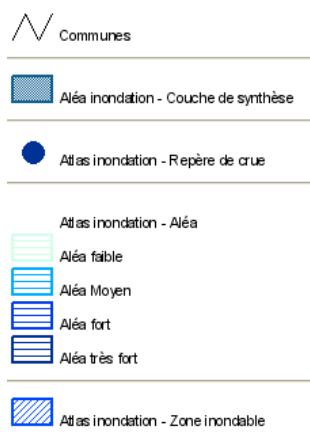 Communes
Aléa inondation - Couche de synthèse
Atlas inondation - Repère de crue
Atlas inondation - Aléa
Aléa faible
Aléa Moyen
Aléa fort
Aléa très fort
Atlas inondation - Zone inondable